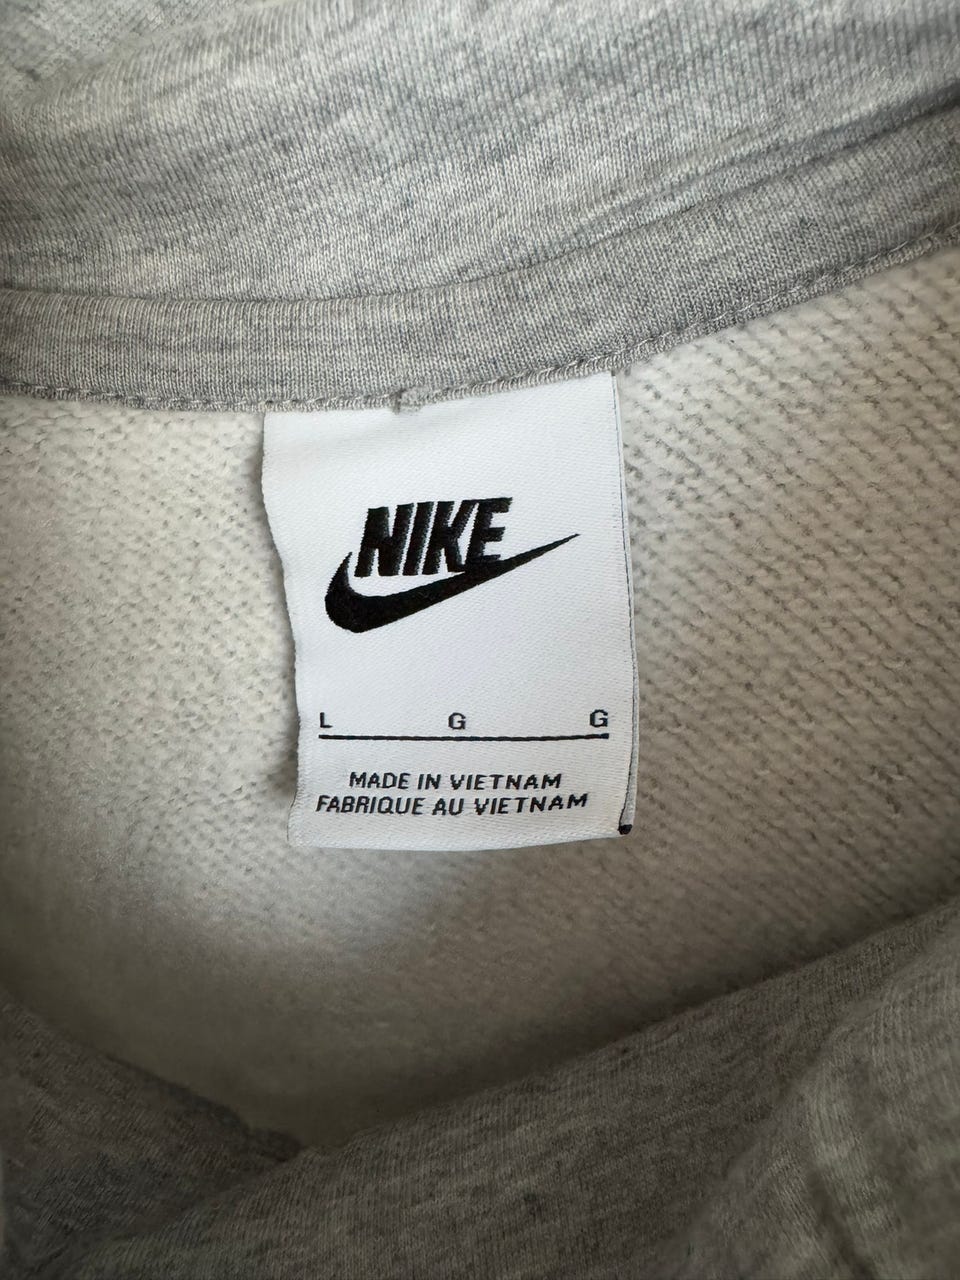 NIKE
L G G
MADE IN VIETNAM
FABRIQUE AU VIETNAM